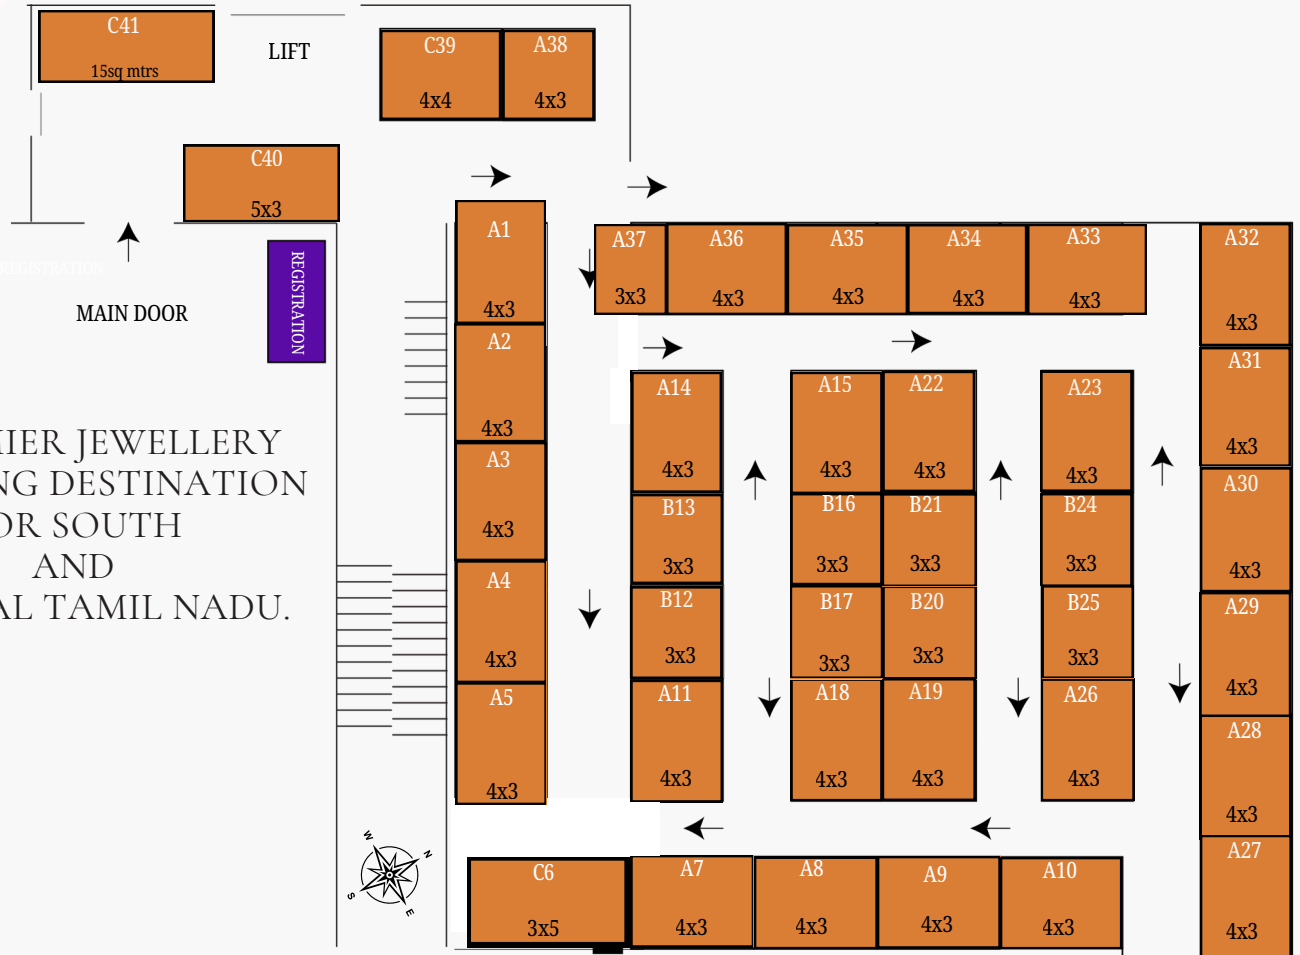 C41
15sq mtrs
LIFT
C39
4x4
A38
4x3
C40
5x3
REGISTRATION
MAIN DOOR
REGISTRATION
A1
4x3
A2
4x3
A3
4x3
A4
4x3
A5
4x3
A37
3x3
A36
4x3
A35
4x3
A34
4x3
A33
4x3
A32
4x3
A31
4x3
A30
4x3
A29
4x3
A28
4x3
A27
4x3
A14
4x3
B13
3x3
B12
3x3
A11
4x3
A15
4x3
B16
3x3
B17
3x3
A18
4x3
A22
4x3
B21
3x3
B20
3x3
A19
4x3
A23
4x3
B24
3x3
B25
3x3
A26
4x3
IER JEWELLERY
NG DESTINATION
OR SOUTH
AND
AL TAMIL NADU.
W
N
S
E
C6
3x5
A7
4x3
A8
4x3
A9
4x3
A10
4x3